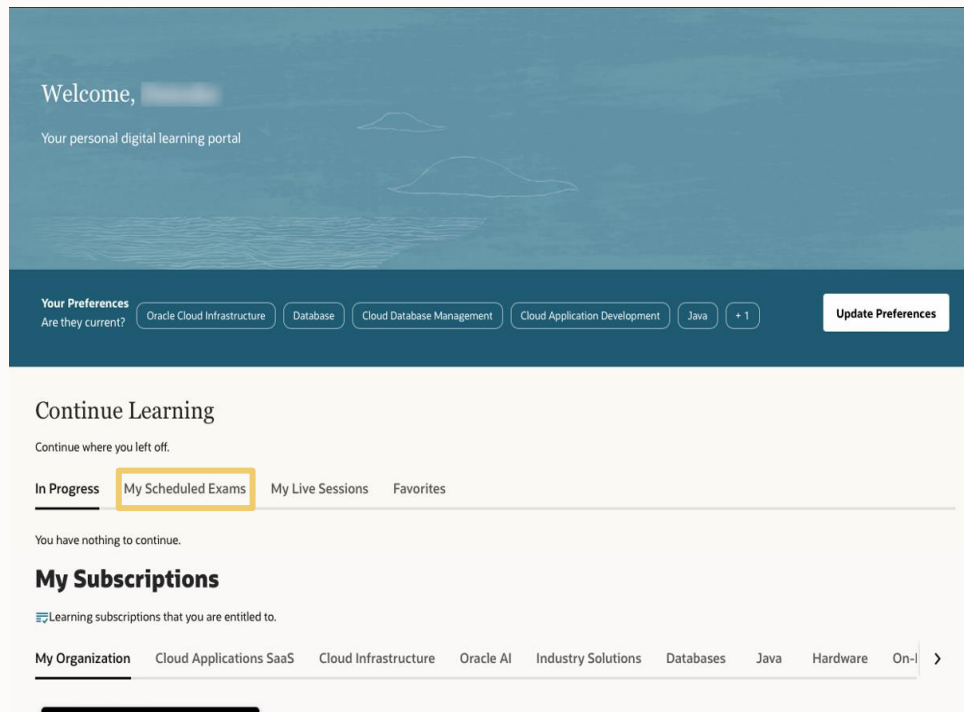 Welcome,
Your personal digital learning portal
Your Preferences
Are they current?
Oracle Cloud Infrastructure
Database
Cloud Database Management
Cloud Application Development
Java
+ 1
Update Preferences
Continue Learning
Continue where you left off.
In Progress My Scheduled Exams My Live Sessions Favorites
You have nothing to continue.
My Subscriptions
Learning subscriptions that you are entitled to.
My Organization Cloud Applications SaaS Cloud Infrastructure Oracle AI Industry Solutions Databases Java Hardware On-